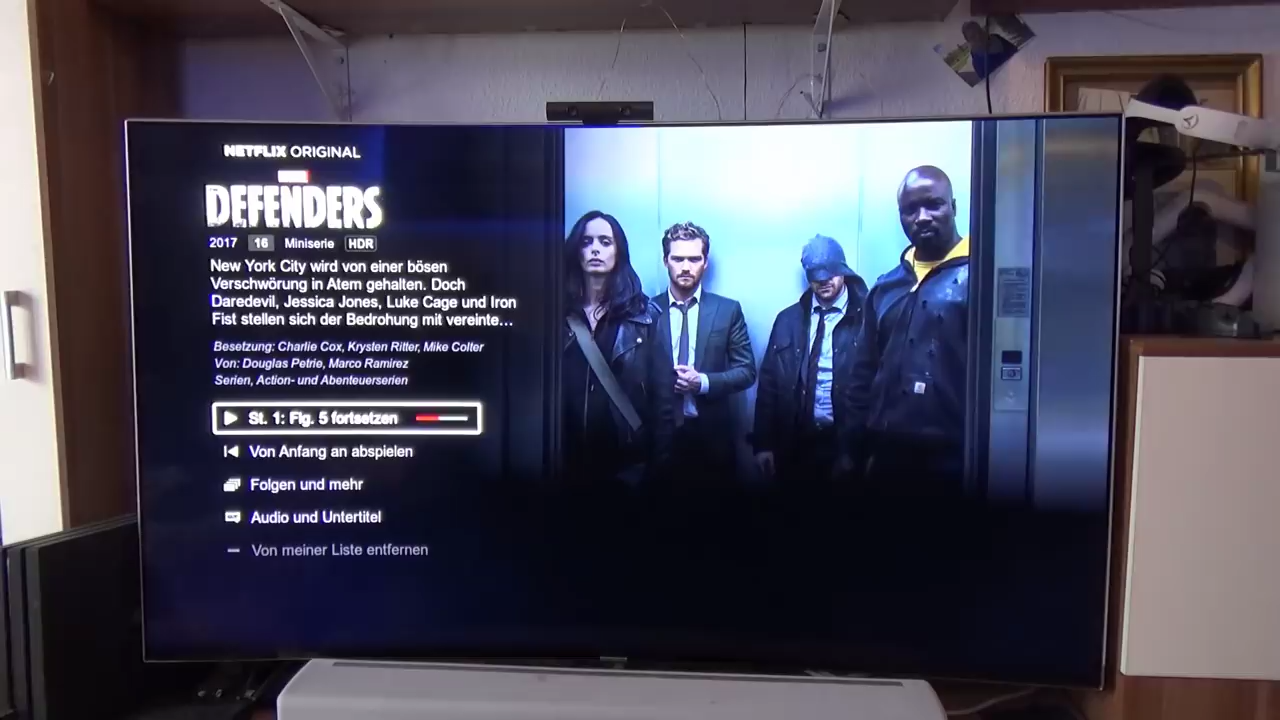 NETFLIX ORIGINAL
DEFENDERS
2017 16 Miniserie HDR
New York City wird von einer bösen
Verschwörung in Atem gehalten. Doch
Daredevil, Jessica Jones, Luke Cage und Iron
Fist stellen sich der Bedrohung mit vereinte...
Besetzung: Charlie Cox, Krysten Ritter, Mike Colter
Von: Douglas Petrie, Marco Ramirez
Serien, Action- und Abenteuerserien
St. 1: Flg. 5 fortsetzen
Von Anfang an abspielen
Folgen und mehr
Audio und Untertitel
Von meiner Liste entfernen